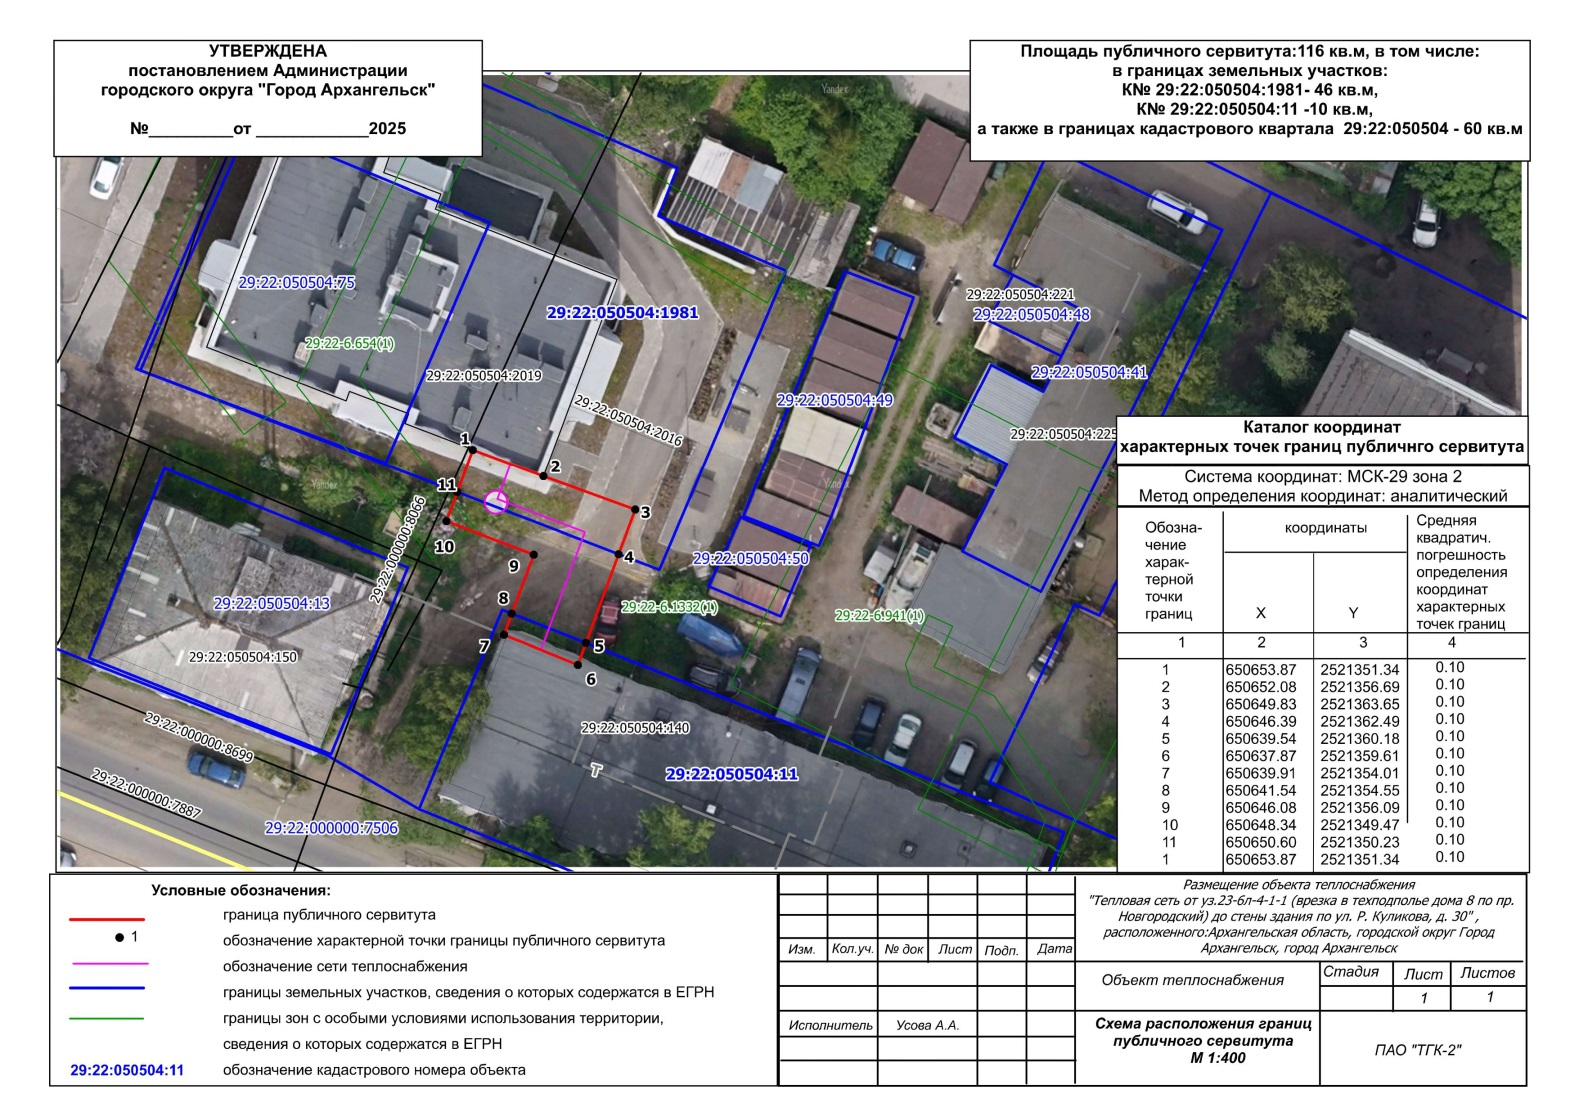 УТВЕРЖДЕНА
постановлением Администрации
городского округа "Город Архангельск"
№_________от ____________2025
Площадь публичного сервитута:116 кв.м, в том числе:
в границах земельных участков:
К№ 29:22:050504:1981- 46 кв.м,
К№ 29:22:050504:11 -10 кв.м,
а также в границах кадастрового квартала 29:22:050504 - 60 кв.м
Yandex
29:22:050504:75
29:22:050504:1981
29:22-6.654(1)
29:22:050504:2019
29:22:050504:2016
29:22:050504:221
29:22:050504:48
29:22:050504:41
29:22:050504:49
29:22:050504:225
1
2
3
4
5
6
7
8
9
10
11
Yandex
Yandex
29:22:000000:8066
29:22:050504:50
29:22:050504:13
29:22-6.1332(1)
29:22-6.941(1)
29:22:050504:150
29:22:050504:140
29:22:000000:8699
Т
29:22:050504:11
29:22:000000:7887
29:22:000000:7506
Каталог координат
характерных точек границ публичнго сервитута
Система координат: МСК-29 зона 2
Метод определения координат: аналитический
Обозна-
чение
харак-
терной
точки
границ
координаты
X
Y
Средняя
квадратич.
погрешность
определения
координат
характерных
точек границ
1 2 3 4
1 650653.87 2521351.34 0.10
2 650652.08 2521356.69 0.10
3 650649.83 2521363.65 0.10
4 650646.39 2521362.49 0.10
5 650639.54 2521360.18 0.10
6 650637.87 2521359.61 0.10
7 650639.91 2521354.01 0.10
8 650641.54 2521354.55 0.10
9 650646.08 2521356.09 0.10
10 650648.34 2521349.47 0.10
11 650650.60 2521350.23 0.10
1 650653.87 2521351.34 0.10
Условные обозначения:
граница публичного сервитута
1 обозначение характерной точки границы публичного сервитута
обозначение сети теплоснабжения
границы земельных участков, сведения о которых содержатся в ЕГРН
границы зон с особыми условиями использования территории,
сведения о которых содержатся в ЕГРН
29:22:050504:11 обозначение кадастрового номера объекта
Изм. Кол.уч. № док Лист Подп. Дата
Исполнитель Усова А.А.
Размещение объекта теплоснабжения
"Тепловая сеть от уз.23-6л-4-1-1 (врезка в техподполье дома 8 по пр.
Новгородский) до стены здания по ул. Р. Куликова, д. 30" ,
расположенного:Архангельская область, городской округ Город
Архангельск, город Архангельск
Объект теплоснабжения
Стадия Лист Листов
1 1
Схема расположения границ
публичного сервитута
М 1:400
ПАО "ТГК-2"